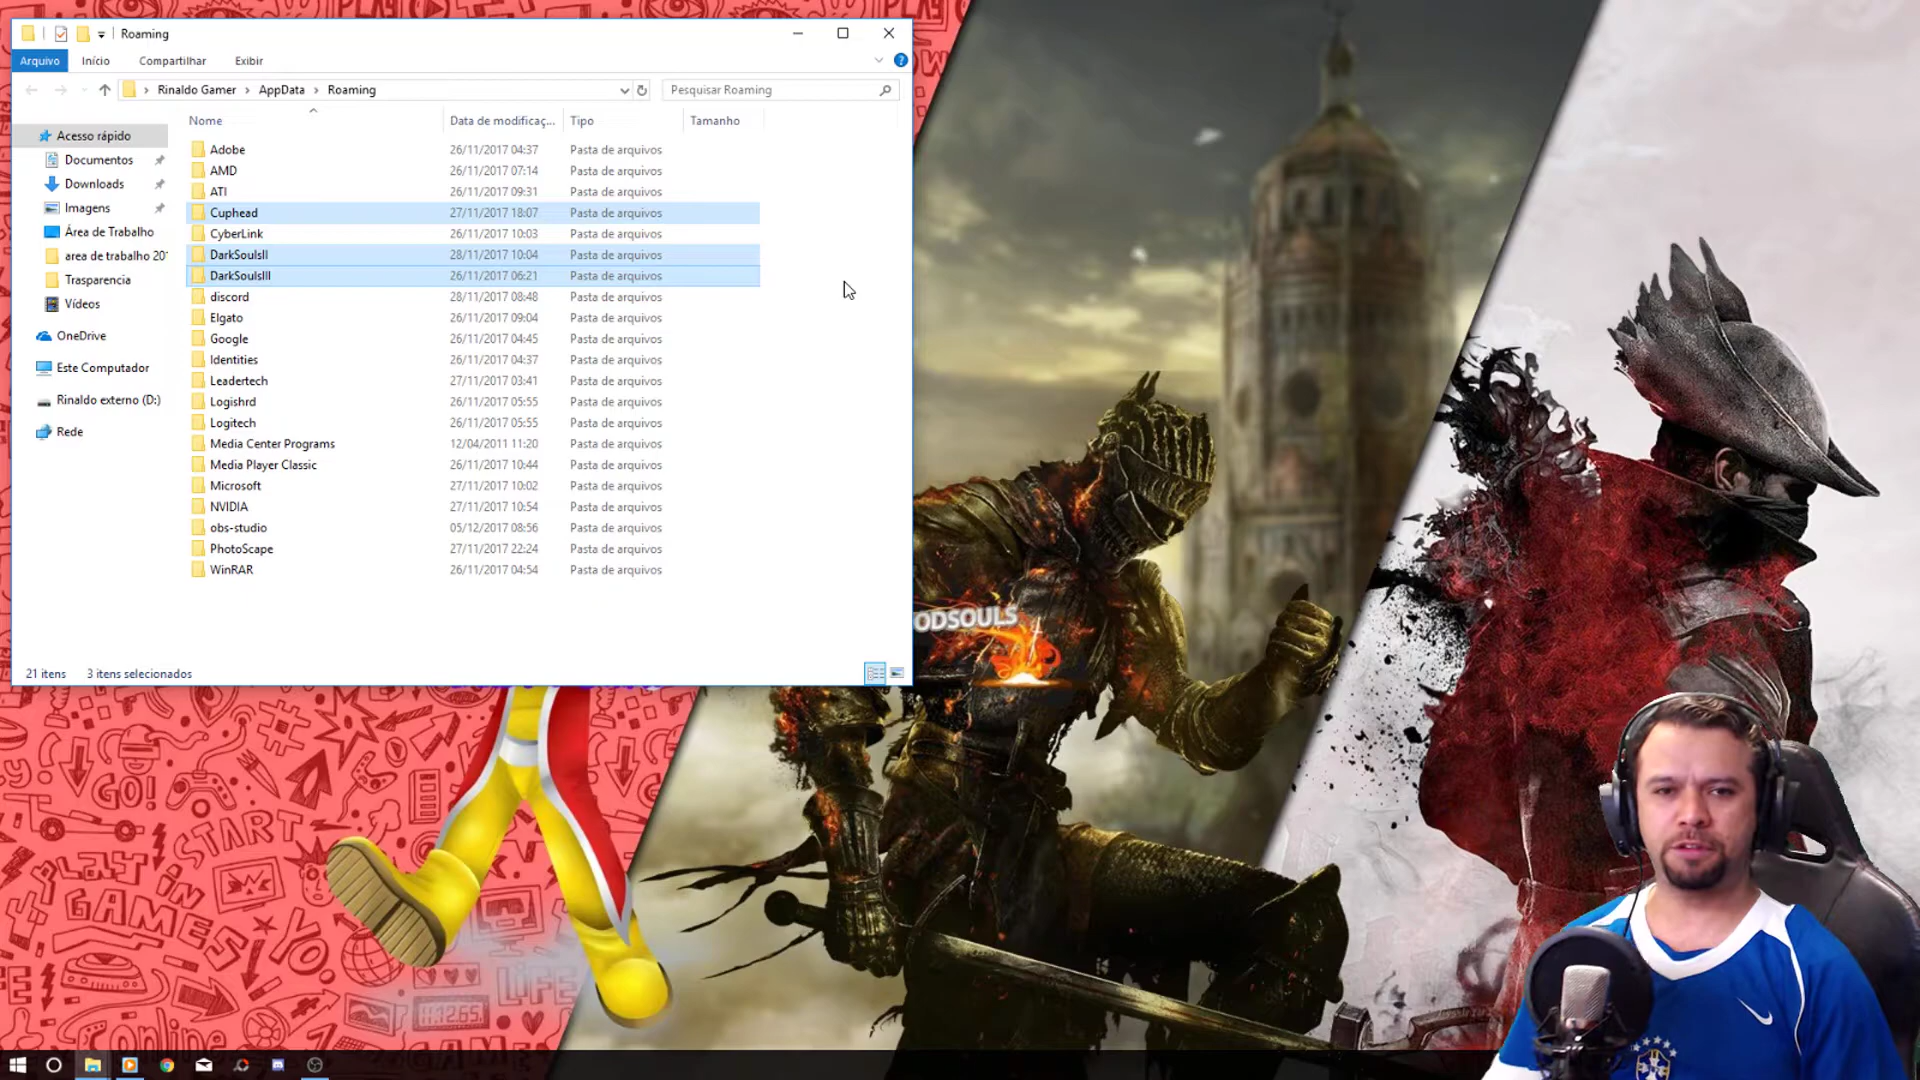 Roaming
Arquivo Início Compartilhar Exibir
Rinaldo Gamer > AppData > Roaming
Pesquisar Roaming
Nome Data de modificaç... Tipo Tamanho
Acesso rápido
Documentos
Downloads
Imagens
Área de Trabalho
area de trabalho 20
Trasparencia
Vídeos
OneDrive
Este Computador
Rinaldo externo (D:)
Rede
Adobe 26/11/2017 04:37 Pasta de arquivos
AMD 26/11/2017 07:14 Pasta de arquivos
ATI 26/11/2017 09:31 Pasta de arquivos
Cuphead 27/11/2017 18:07 Pasta de arquivos
CyberLink 26/11/2017 10:03 Pasta de arquivos
DarkSoulsII 28/11/2017 10:04 Pasta de arquivos
DarkSoulsIII 26/11/2017 06:21 Pasta de arquivos
discord 28/11/2017 08:48 Pasta de arquivos
Elgato 26/11/2017 09:04 Pasta de arquivos
Google 26/11/2017 04:45 Pasta de arquivos
Identities 26/11/2017 04:37 Pasta de arquivos
Leadertech 27/11/2017 03:41 Pasta de arquivos
Logishrd 26/11/2017 05:55 Pasta de arquivos
Logitech 26/11/2017 05:55 Pasta de arquivos
Media Center Programs 12/04/2011 11:20 Pasta de arquivos
Media Player Classic 26/11/2017 10:44 Pasta de arquivos
Microsoft 27/11/2017 10:02 Pasta de arquivos
NVIDIA 27/11/2017 10:54 Pasta de arquivos
obs-studio 05/12/2017 08:56 Pasta de arquivos
PhotoScape 27/11/2017 22:24 Pasta de arquivos
WinRAR 26/11/2017 04:54 Pasta de arquivos
21 itens 3 itens selecionados
ODSOULS
GO!
START
PLAY IN
GAMES
YO.
LIFE
online
GAME
BRASIL